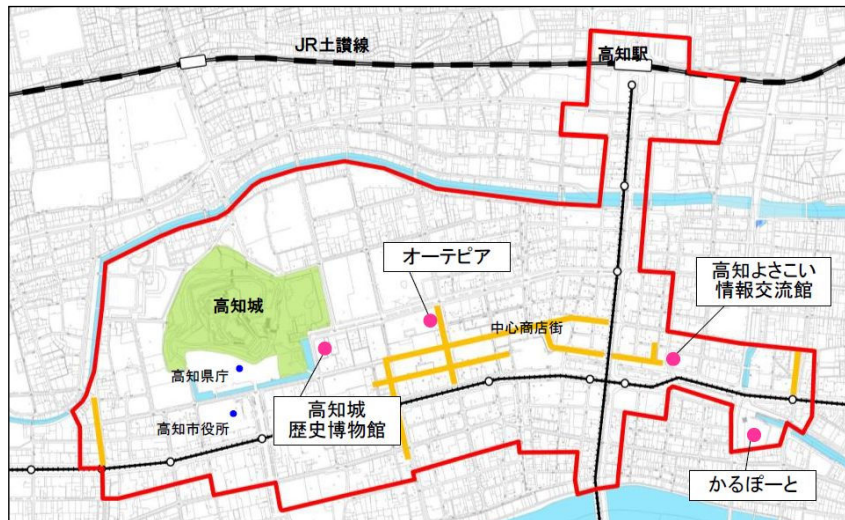 JR土讃線
高知駅
オーテピア
高知よさこい
情報交流館
高知城
中心商店街
高知県庁
高知城
歴史博物館
高知市役所
かるぽーと